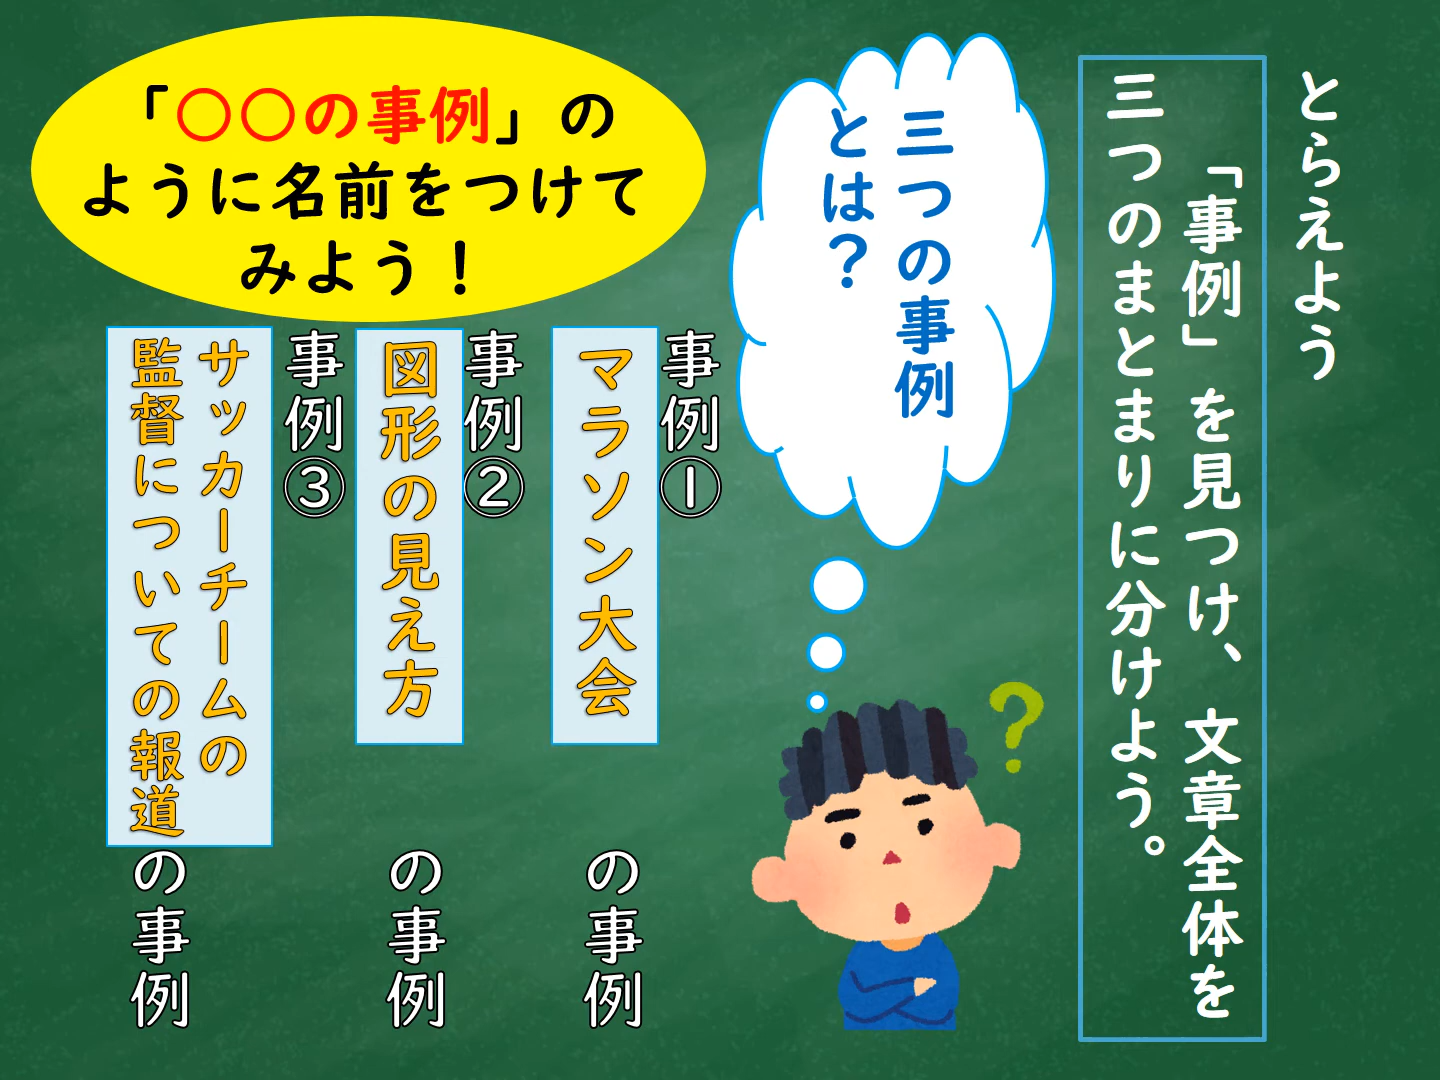 とらえよう
「事例」を見つけ、文章全体を
三つのまとまりに分けよう。
三つの事例
とは？
「○○の事例」の
ように名前をつけて
みよう！
事例①
マラソン大会
の事例
事例②
図形の見え方
の事例
事例③
サッカーチームの
監督についての報道
の事例
？